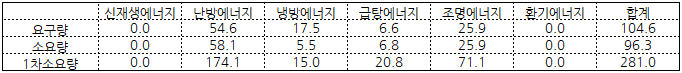 신재생에너지 난방에너지 냉방에너지 급탕에너지 조명에너지 환기에너지 합계
요구량 0.0 54.6 17.5 6.6 25.9 0.0 104.6
소요량 0.0 58.1 5.5 6.8 25.9 0.0 96.3
1차소요량 0.0 174.1 15.0 20.8 71.1 0.0 281.0